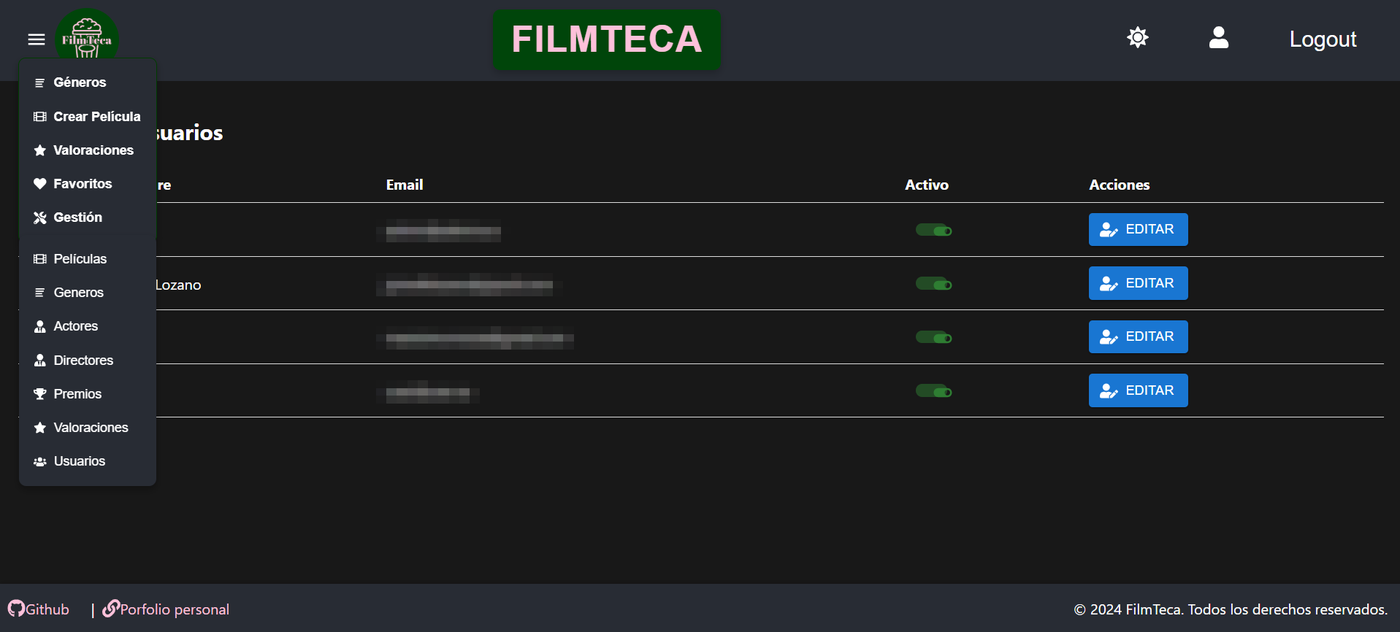 FilmTeca
FILMTECA
Logout
Géneros
Crear Película
Valoraciones
Favoritos
Gestión
Películas
Generos
Actores
Directores
Premios
Valoraciones
Usuarios
suarios
re Email Activo Acciones
EDITAR
Lozano EDITAR
EDITAR
EDITAR
Github | Porfolio personal
© 2024 FilmTeca. Todos los derechos reservados.